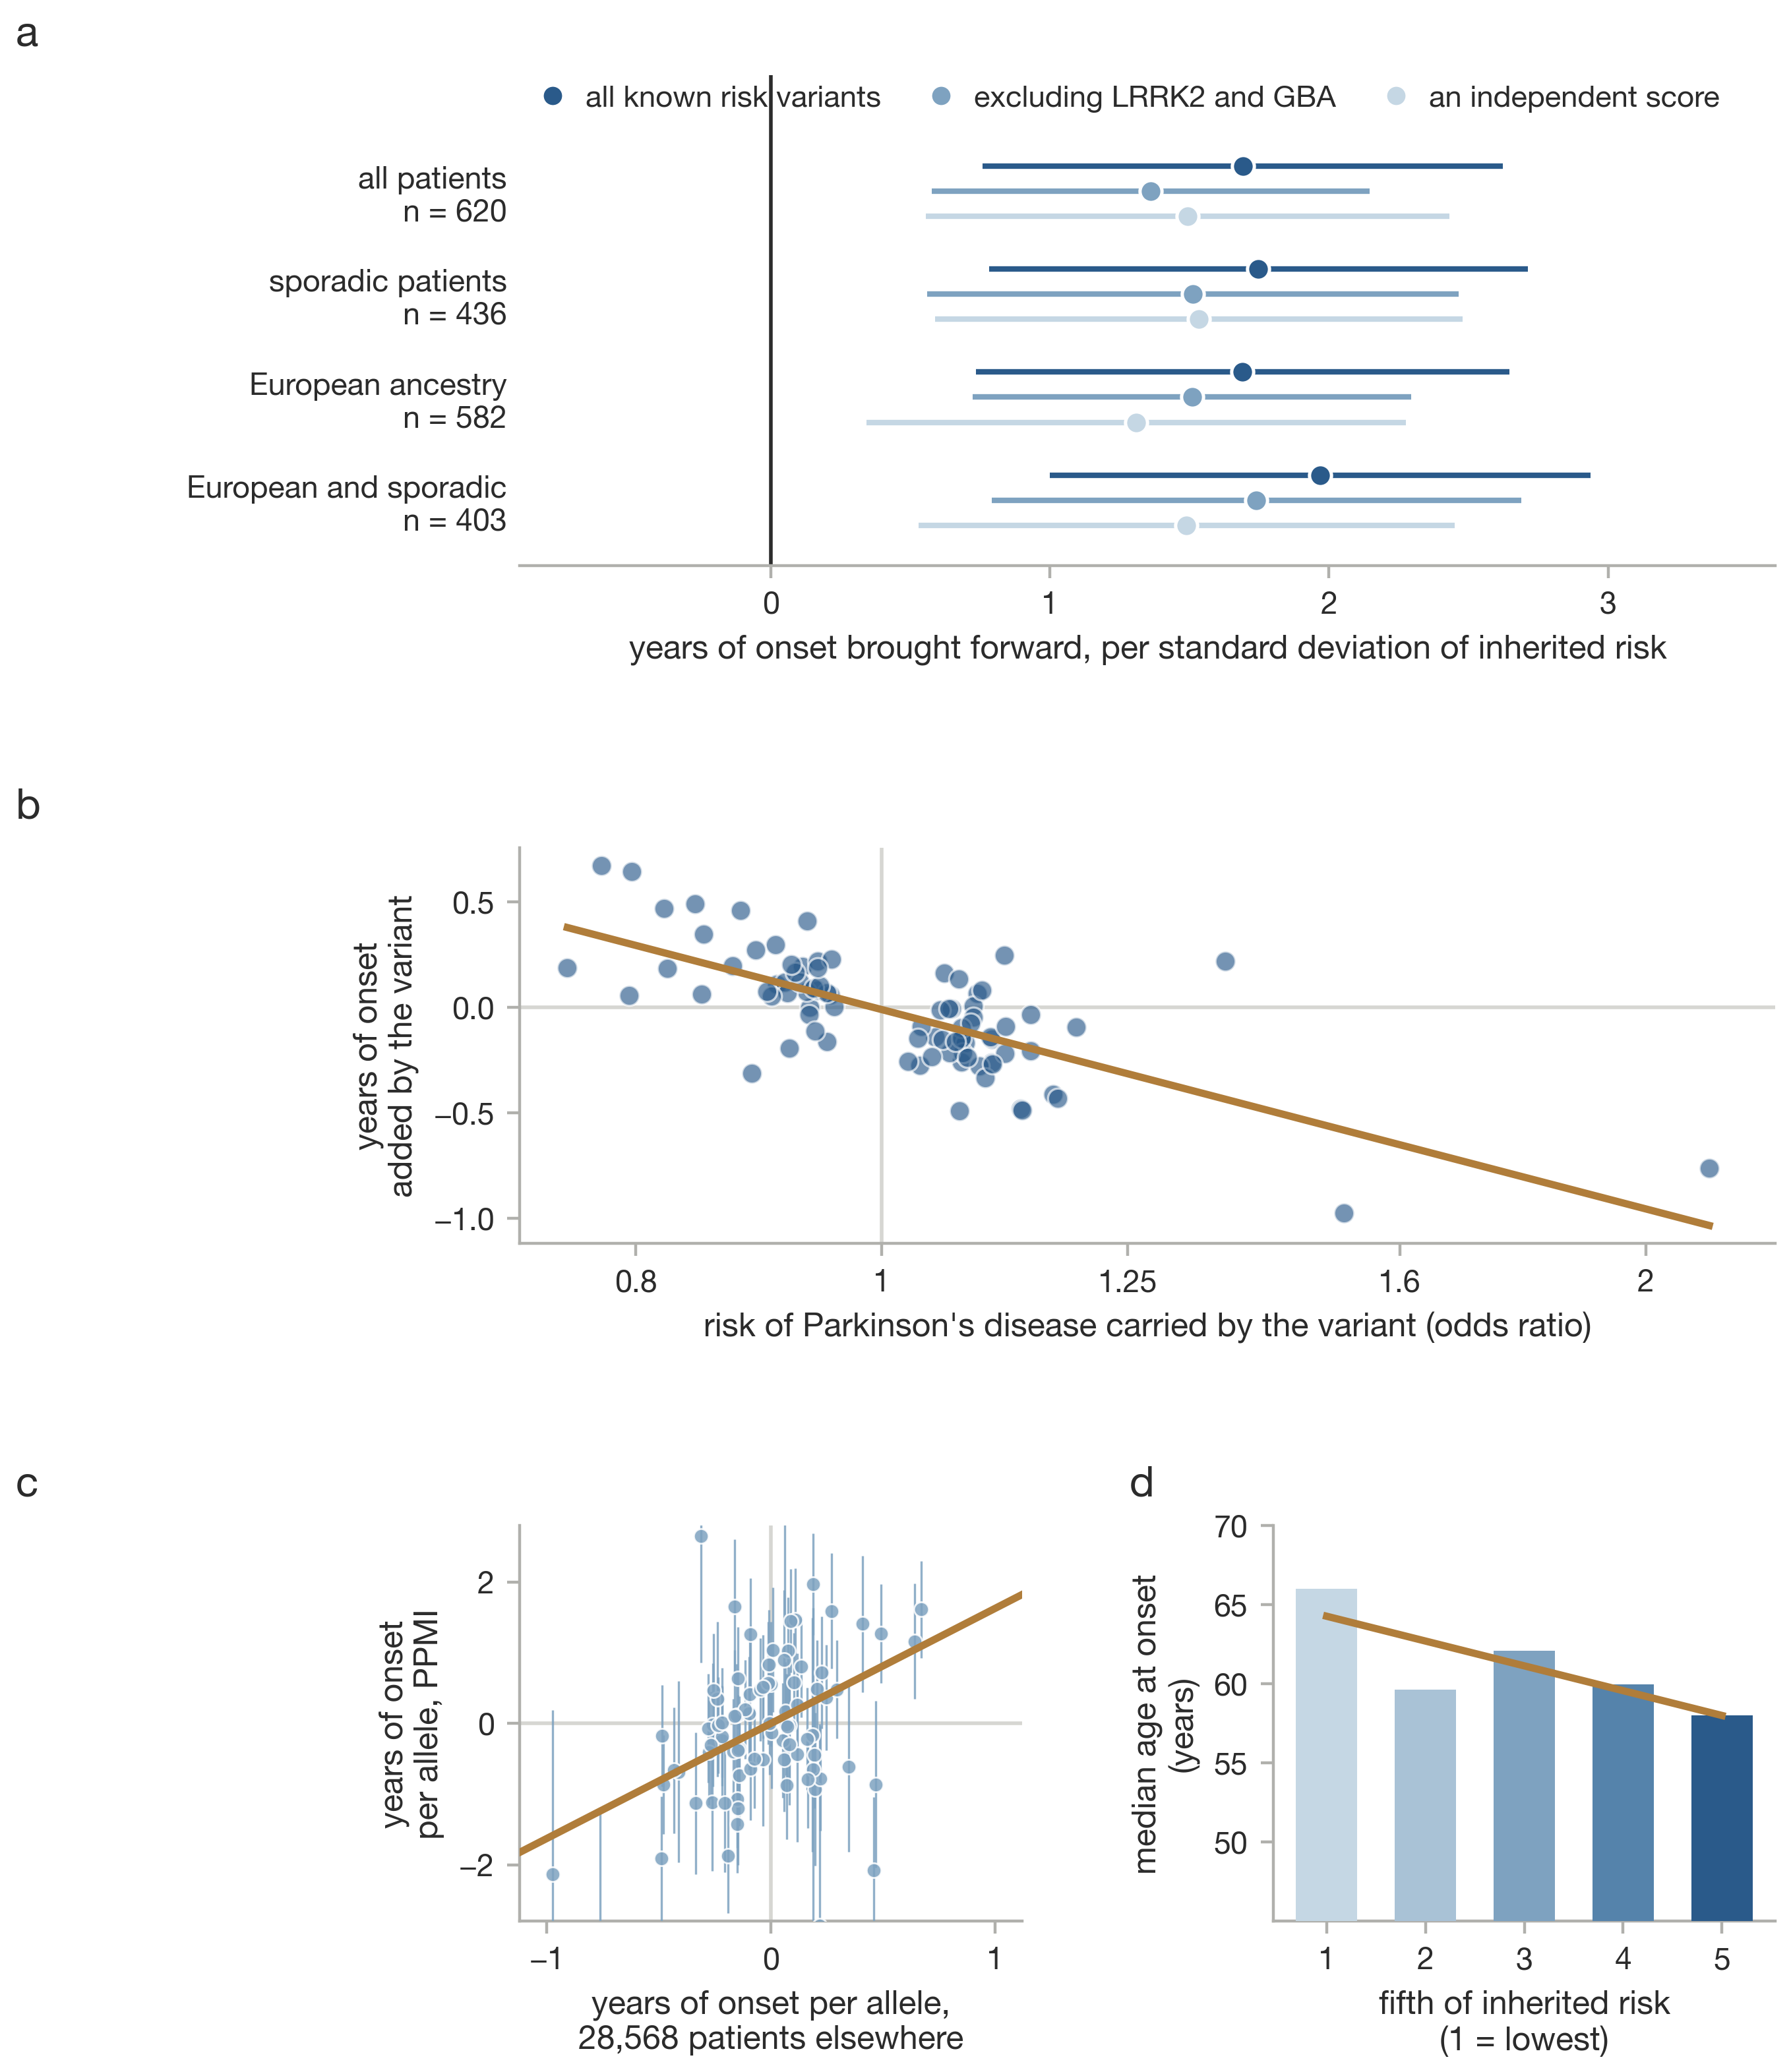 a
all known risk variants
excluding LRRK2 and GBA
an independent score
all patients
n = 620
sporadic patients
n = 436
European ancestry
n = 582
European and sporadic
n = 403
0
1
2
3
years of onset brought forward, per standard deviation of inherited risk
b
years of onset
added by the variant
0.5
0.0
−0.5
−1.0
0.8
1
1.25
1.6
2
risk of Parkinson's disease carried by the variant (odds ratio)
c
years of onset
per allele, PPMI
2
0
−2
−1
0
1
years of onset per allele,
28,568 patients elsewhere
d
median age at onset
(years)
70
65
60
55
50
1
2
3
4
5
fifth of inherited risk
(1 = lowest)